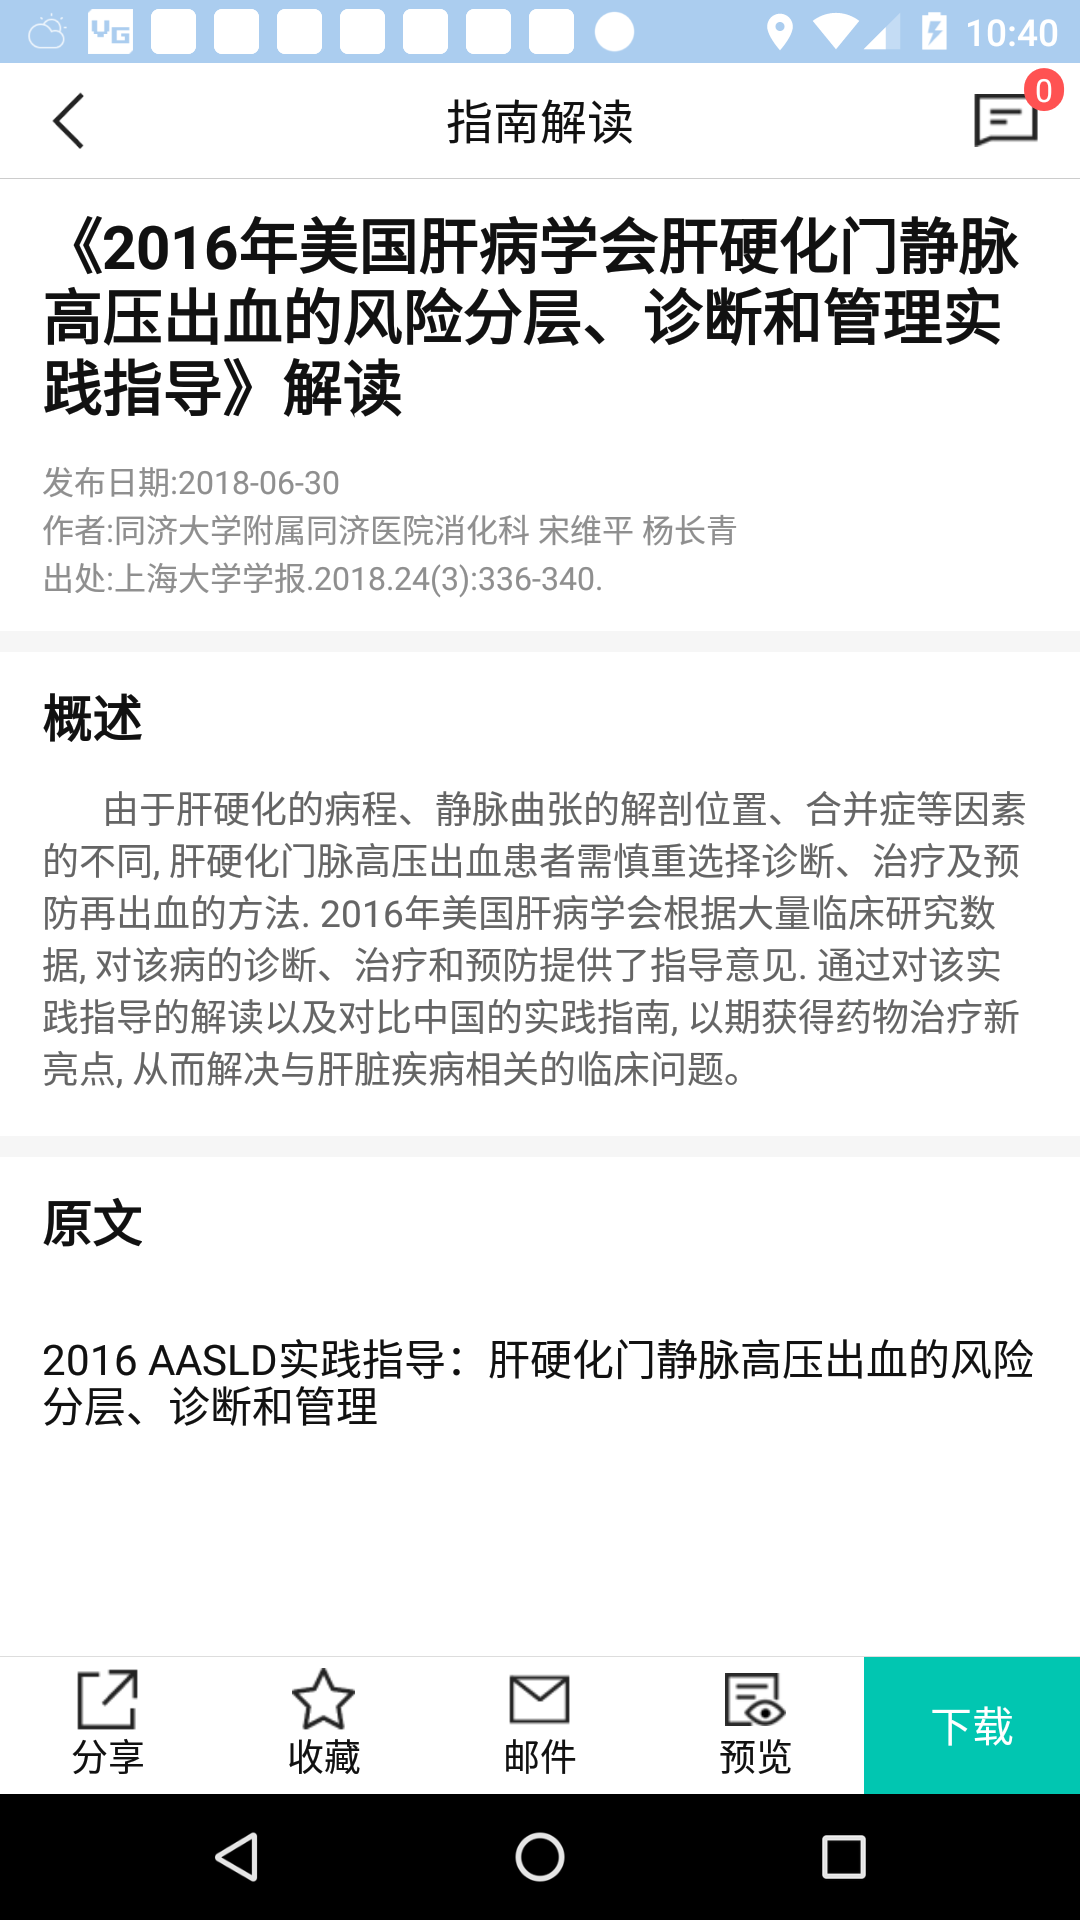 VG
10:40
指南解读
0
《2016年美国肝病学会肝硬化门静脉
高压出血的风险分层、诊断和管理实
践指导》解读
发布日期:2018-06-30
作者:同济大学附属同济医院消化科 宋维平 杨长青
出处:上海大学学报.2018.24(3):336-340.
概述
由于肝硬化的病程、静脉曲张的解剖位置、合并症等因素
的不同, 肝硬化门脉高压出血患者需慎重选择诊断、治疗及预
防再出血的方法. 2016年美国肝病学会根据大量临床研究数
据, 对该病的诊断、治疗和预防提供了指导意见. 通过对该实
践指导的解读以及对比中国的实践指南, 以期获得药物治疗新
亮点, 从而解决与肝脏疾病相关的临床问题。
原文
2016 AASLD实践指导：肝硬化门静脉高压出血的风险
分层、诊断和管理
分享
收藏
邮件
预览
下载